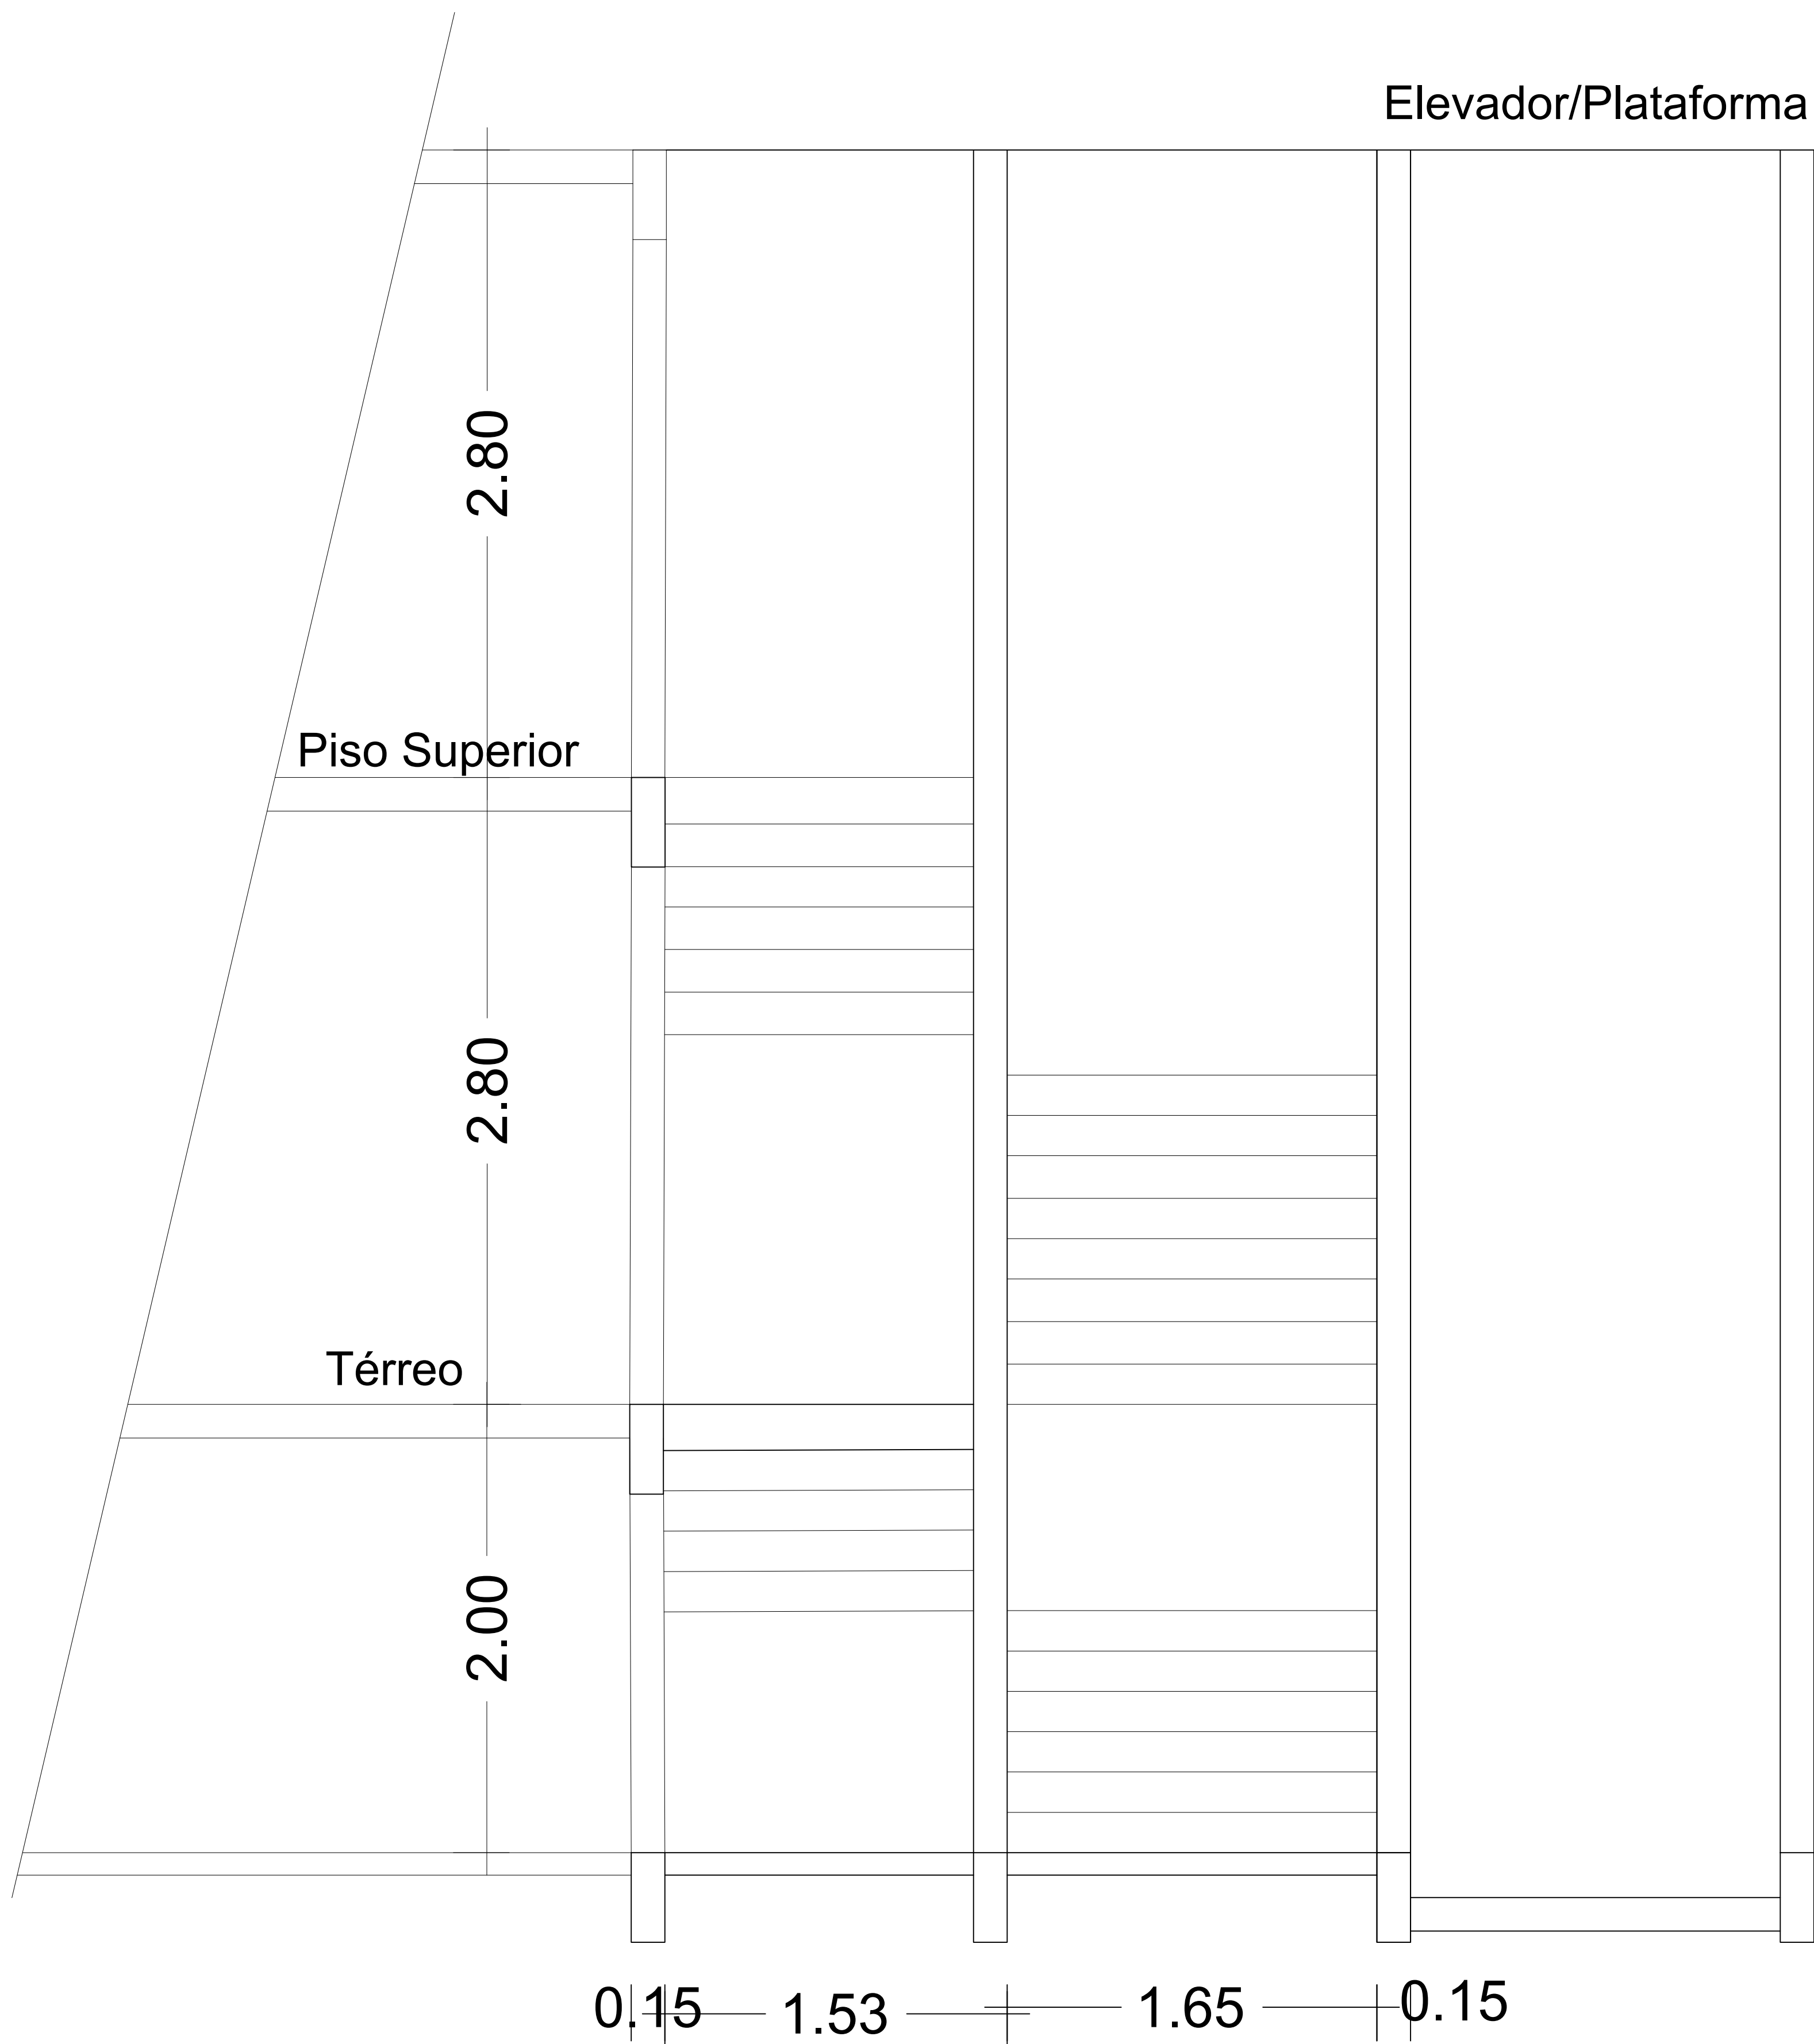 Elevador/Plataforma
2.80
Piso Superior
2.80
Térreo
2.00
0.15
1.53
1.65
0.15